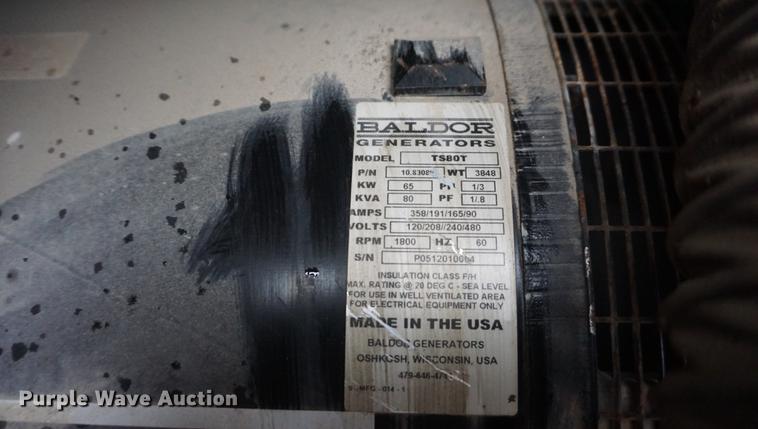 BALDOR
GENERATORS
MODEL TS80T
P/N WT 3848
KW 65 PH 1/3
KVA 80 PF 1/.8
AMPS 358/191/165/90
VOLTS 120/208//240/480
RPM 1800 HZ 60
S/N
INSULATION CLASS F/H
MAX. RATING @ 20 DEG C - SEA LEVEL
FOR USE IN WELL VENTILATED AREA
FOR ELECTRICAL EQUIPMENT ONLY
MADE IN THE USA
BALDOR GENERATORS
OSHKOSH, WISCONSIN, USA
Purple Wave Auction